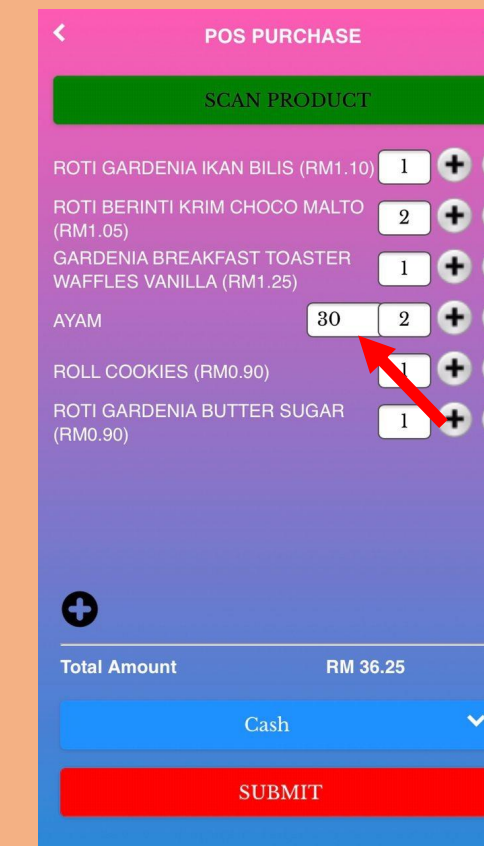 POS PURCHASE
SCAN PRODUCT
ROTI GARDENIA IKAN BILIS (RM1.10) 1
ROTI BERINTI KRIM CHOCO MALTO
(RM1.05) 2
GARDENIA BREAKFAST TOASTER
WAFFLES VANILLA (RM1.25) 1
AYAM 30 2
ROLL COOKIES (RM0.90) 1
ROTI GARDENIA BUTTER SUGAR
(RM0.90) 1
Total Amount RM 36.25
Cash
SUBMIT